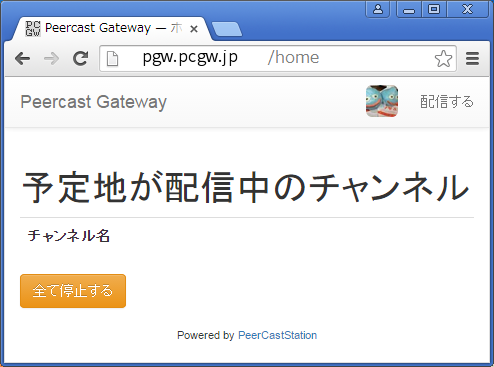 PC GW Peercast Gateway — ホ
pgw.pcgw.jp /home
Peercast Gateway 配信する
予定地が配信中のチャンネル
チャンネル名
全て停止する
Powered by PeerCastStation